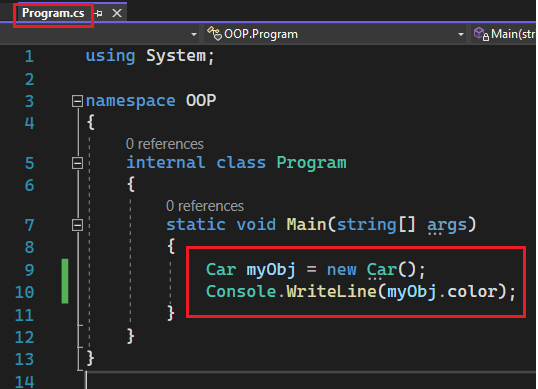 Program.cs
OOP.Program Main(str
1 using System;
2
3 namespace OOP
4 {
0 references
5 internal class Program
6 {
0 references
7 static void Main(string[] args)
8 {
9 Car myObj = new Car();
10 Console.WriteLine(myObj.color);
11 }
12 }
13 }
14